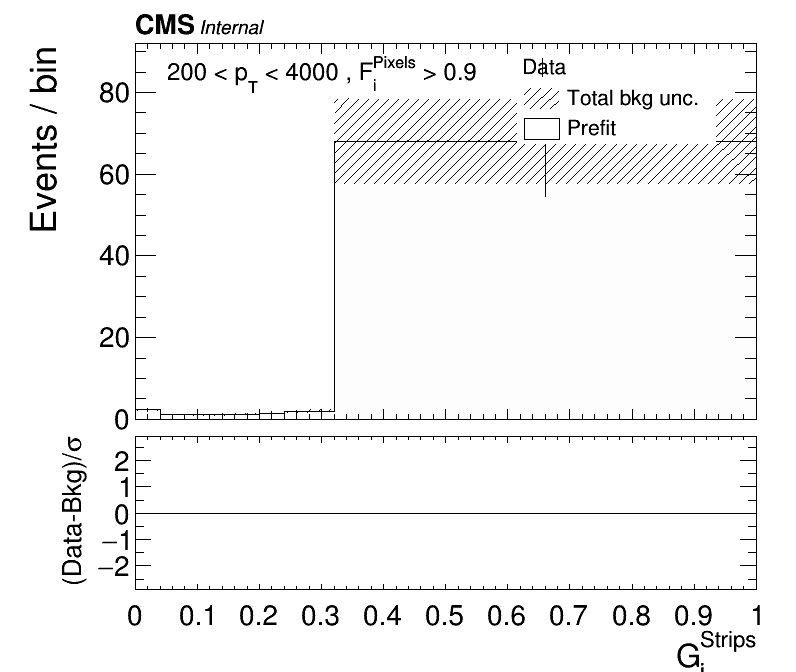 CMS Internal
200 < p_T < 4000 , F_i^Pixels > 0.9
Data
Total bkg unc.
Prefit
Events / bin
80
60
40
20
0
(Data-Bkg)/σ
2
1
0
−1
−2
0 0.1 0.2 0.3 0.4 0.5 0.6 0.7 0.8 0.9 1
G_i^Strips